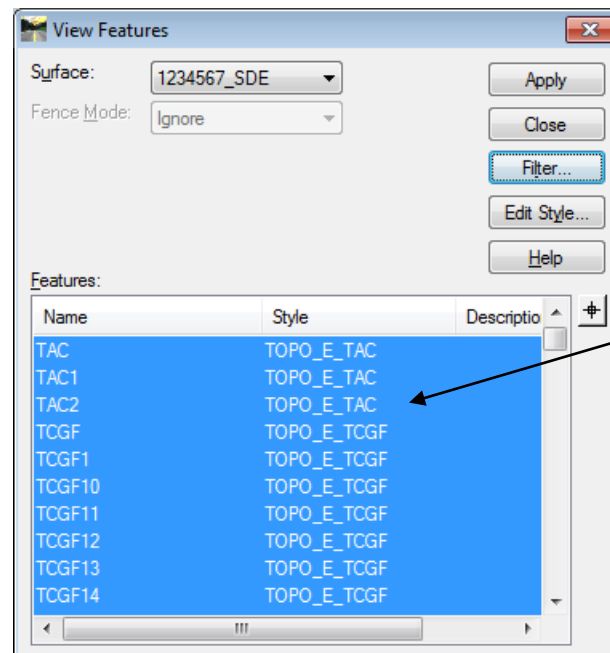 View Features
Surface: 1234567_SDE Apply
Fence Mode: Ignore Close
Filter...
Edit Style...
Help
Features:
Name Style Descriptio
TAC TOPO_E_TAC
TAC1 TOPO_E_TAC
TAC2 TOPO_E_TAC
TCGF TOPO_E_TCGF
TCGF1 TOPO_E_TCGF
TCGF10 TOPO_E_TCGF
TCGF11 TOPO_E_TCGF
TCGF12 TOPO_E_TCGF
TCGF13 TOPO_E_TCGF
TCGF14 TOPO_E_TCGF